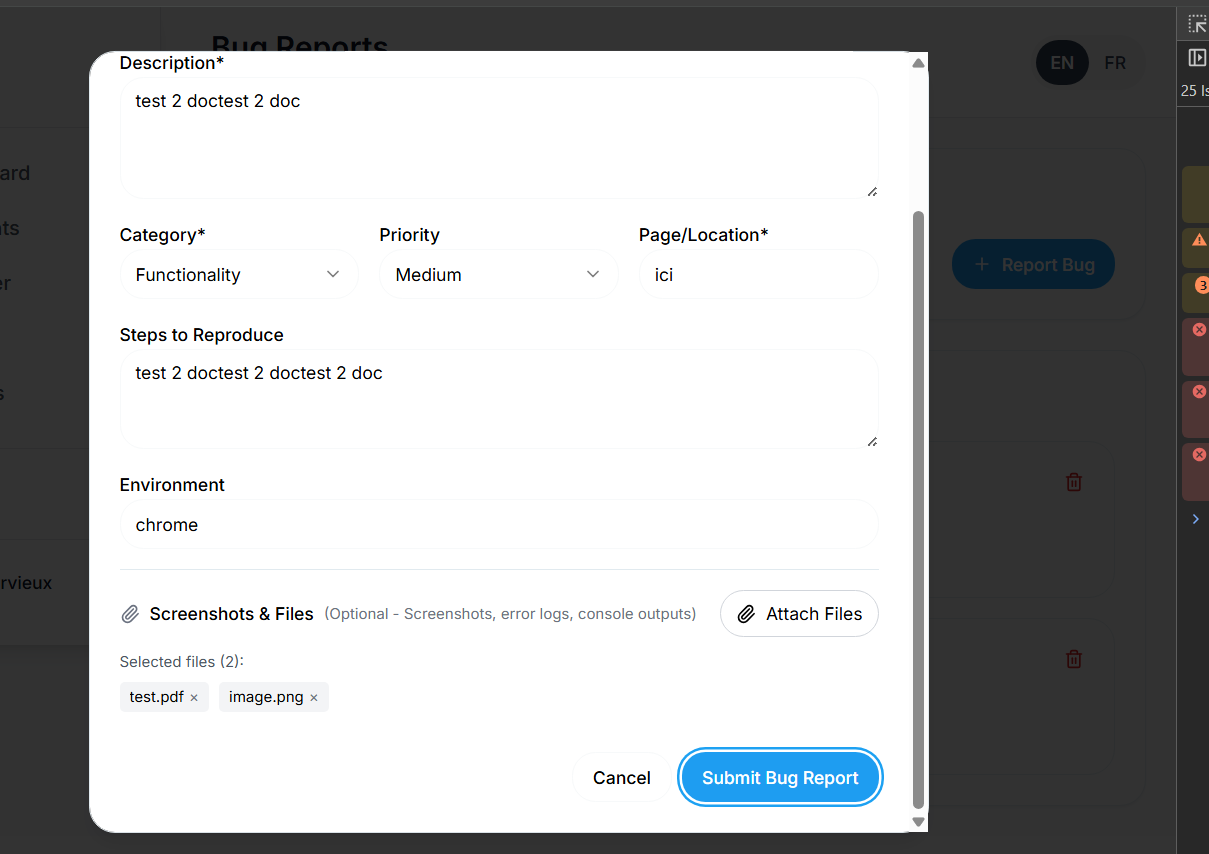 Bug Reports
EN FR
25 Is
ard
nts
er
s
rvieux
+ Report Bug
3
Description*
test 2 doctest 2 doc
Category* Priority Page/Location*
Functionality Medium ici
Steps to Reproduce
test 2 doctest 2 doctest 2 doc
Environment
chrome
Screenshots & Files (Optional - Screenshots, error logs, console outputs) Attach Files
Selected files (2):
test.pdf × image.png ×
Cancel Submit Bug Report